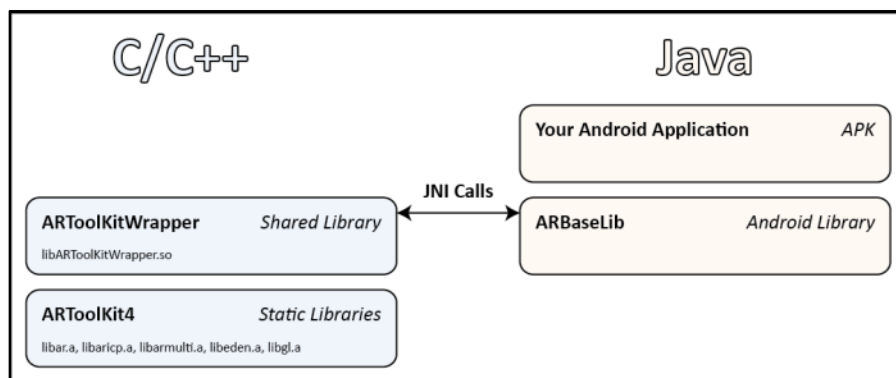 C/C++
Java
Your Android Application APK
JNI Calls
ARToolKitWrapper Shared Library
libARToolKitWrapper.so
ARBaseLib Android Library
ARToolKit4 Static Libraries
libar.a, libaricp.a, libarmulti.a, libeden.a, libgl.a